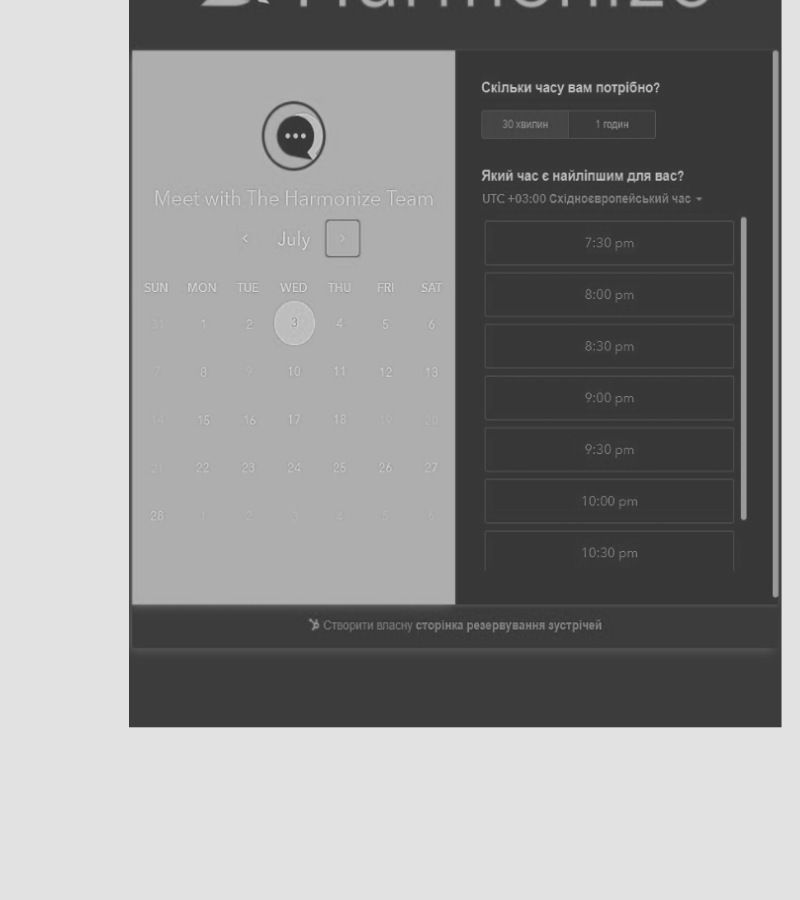 Harmonize
Meet with The Harmonize Team
July
SUN MON TUE WED THU FRI SAT
31 1 2 3 4 5 6
7 8 9 10 11 12 13
14 15 16 17 18 19 20
21 22 23 24 25 26 27
28 1 2 3 4 5 6
Скільки часу вам потрібно?
30 хвилин 1 годин
Який час є найліпшим для вас?
UTC +03:00 Східноєвропейський час
7:30 pm
8:00 pm
8:30 pm
9:00 pm
9:30 pm
10:00 pm
10:30 pm
Створити власну сторінка резервування зустрічей